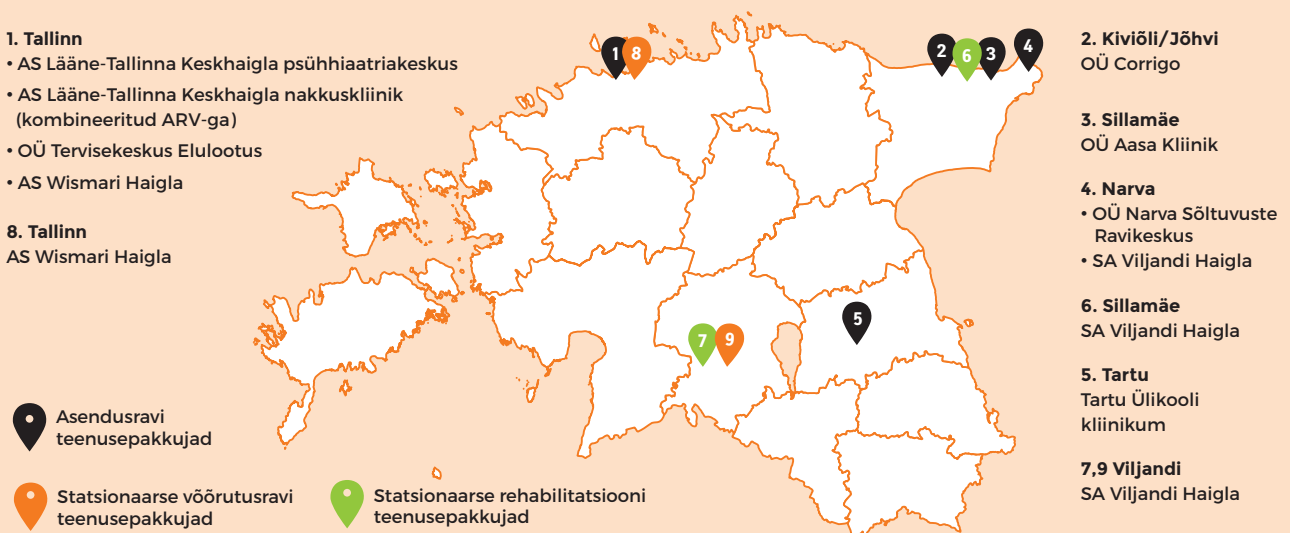 1. Tallinn
• AS Lääne-Tallinna Keskhaigla psühhiaatriakeskus
• AS Lääne-Tallinna Keskhaigla nakkuskliinik
(kombineeritud ARV-ga)
• OÜ Tervisekeskus Elulootus
• AS Wismari Haigla
8. Tallinn
AS Wismari Haigla
1
8
2
6
3
4
5
7
9
2. Kiviõli/Jõhvi
OÜ Corrigo
3. Sillamäe
OÜ Aasa Kliinik
4. Narva
• OÜ Narva Sõltuvuste
Ravikeskus
• SA Viljandi Haigla
6. Sillamäe
SA Viljandi Haigla
5. Tartu
Tartu Ülikooli
kliinikum
7,9 Viljandi
SA Viljandi Haigla
Asendusravi
teenusepakkujad
Statsionaarse võõrutusravi
teenusepakkujad
Statsionaarse rehabilitatsiooni
teenusepakkujad